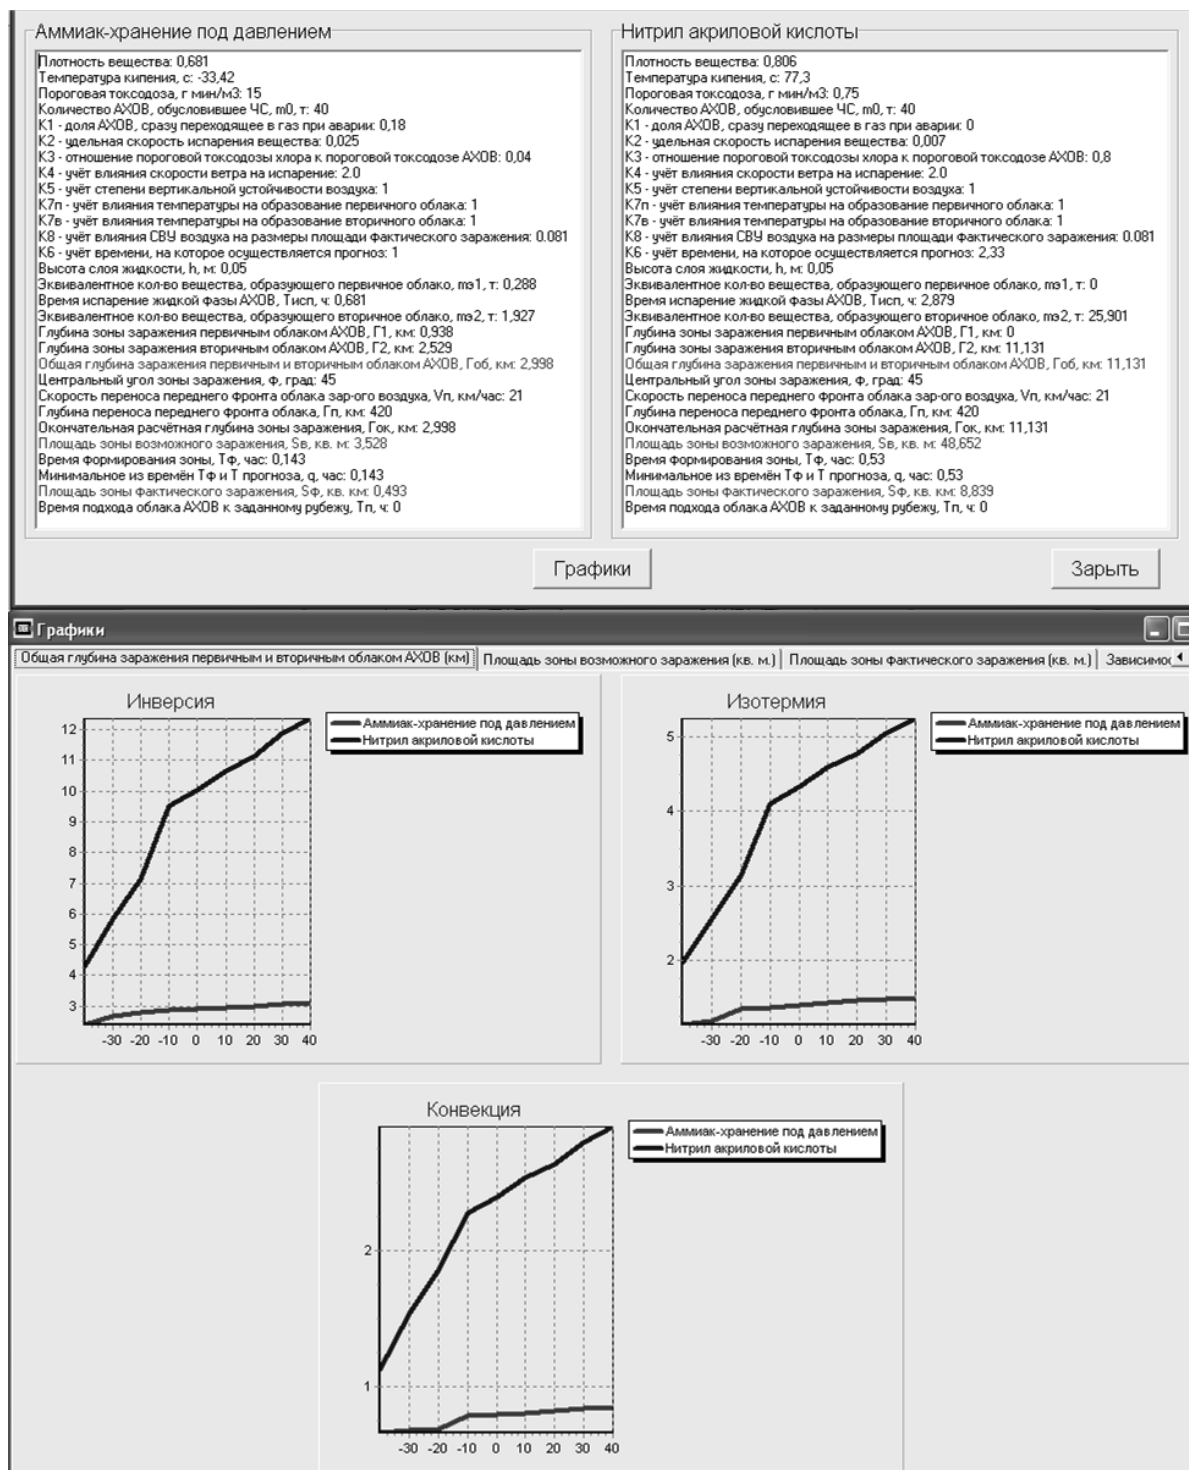 Аммиак-хранение под давлением
Плотность вещества: 0,681
Температура кипения, с: -33,42
Пороговая токсодоза, г мин/м3: 15
Количество АХОВ, обусловившее ЧС, m0, т: 40
К1 - доля АХОВ, сразу переходящее в газ при аварии: 0,18
К2 - удельная скорость испарения вещества: 0,025
К3 - отношение пороговой токсодозы хлора к пороговой токсодозе АХОВ: 0,04
К4 - учёт влияния скорости ветра на испарение: 2.0
К5 - учёт степени вертикальной устойчивости воздуха: 1
К7п - учёт влияния температуры на образование первичного облака: 1
К7в - учёт влияния температуры на образование вторичного облака: 1
К8 - учёт влияния СВУ воздуха на размеры площади фактического заражения: 0.081
К6 - учёт времени, на которое осуществляется прогноз: 1
Высота слоя жидкости, h, м: 0,05
Эквивалентное кол-во вещества, образующего первичное облако, mэ1, т: 0,288
Время испарение жидкой фазы АХОВ, Тисп, ч: 0,681
Эквивалентное кол-во вещества, образующего вторичное облако, mэ2, т: 1,927
Глубина зоны заражения первичным облаком АХОВ, Г1, км: 0,938
Глубина зоны заражения вторичным облаком АХОВ, Г2, км: 2,529
Общая глубина заражения первичным и вторичным облаком АХОВ, Гоб, км: 2,998
Центральный угол зоны заражения, Ф, град: 45
Скорость переноса переднего фронта облака зар-ого воздуха, Vп, км/час: 21
Глубина переноса переднего фронта облака, Гп, км: 420
Окончательная расчётная глубина зоны заражения, Гок, км: 2,998
Площадь зоны возможного заражения, Sв, кв. м: 3,528
Время формирования зоны, Тф, час: 0,143
Минимальное из времён Тф и Т прогноза, q, час: 0,143
Площадь зоны фактического заражения, Sф, кв. км: 0,493
Время подхода облака АХОВ к заданному рубежу, Тп, ч: 0
Нитрил акриловой кислоты
Плотность вещества: 0,806
Температура кипения, с: 77,3
Пороговая токсодоза, г мин/м3: 0,75
Количество АХОВ, обусловившее ЧС, m0, т: 40
К1 - доля АХОВ, сразу переходящее в газ при аварии: 0
К2 - удельная скорость испарения вещества: 0,007
К3 - отношение пороговой токсодозы хлора к пороговой токсодозе АХОВ: 0,8
К4 - учёт влияния скорости ветра на испарение: 2.0
К5 - учёт степени вертикальной устойчивости воздуха: 1
К7п - учёт влияния температуры на образование первичного облака: 1
К7в - учёт влияния температуры на образование вторичного облака: 1
К8 - учёт влияния СВУ воздуха на размеры площади фактического заражения: 0.081
К6 - учёт времени, на которое осуществляется прогноз: 2,33
Высота слоя жидкости, h, м: 0,05
Эквивалентное кол-во вещества, образующего первичное облако, mэ1, т: 0
Время испарение жидкой фазы АХОВ, Тисп, ч: 2,879
Эквивалентное кол-во вещества, образующего вторичное облако, mэ2, т: 25,901
Глубина зоны заражения первичным облаком АХОВ, Г1, км: 0
Глубина зоны заражения вторичным облаком АХОВ, Г2, км: 11,131
Общая глубина заражения первичным и вторичным облаком АХОВ, Гоб, км: 11,131
Центральный угол зоны заражения, Ф, град: 45
Скорость переноса переднего фронта облака зар-ого воздуха, Vп, км/час: 21
Глубина переноса переднего фронта облака, Гп, км: 420
Окончательная расчётная глубина зоны заражения, Гок, км: 11,131
Площадь зоны возможного заражения, Sв, кв. м: 48,652
Время формирования зоны, Тф, час: 0,53
Минимальное из времён Тф и Т прогноза, q, час: 0,53
Площадь зоны фактического заражения, Sф, кв. км: 8,839
Время подхода облака АХОВ к заданному рубежу, Тп, ч: 0
Графики
Зарыть
Графики
Общая глубина заражения первичным и вторичным облаком АХОВ (км)
Площадь зоны возможного заражения (кв. м.)
Площадь зоны фактического заражения (кв. м.)
Зависимос
Инверсия
Аммиак-хранение под давлением
Нитрил акриловой кислоты
12
11
10
9
8
7
6
5
4
3
-30 -20 -10 0 10 20 30 40
Изотермия
Аммиак-хранение под давлением
Нитрил акриловой кислоты
5
4
3
2
-30 -20 -10 0 10 20 30 40
Конвекция
Аммиак-хранение под давлением
Нитрил акриловой кислоты
2
1
-30 -20 -10 0 10 20 30 40